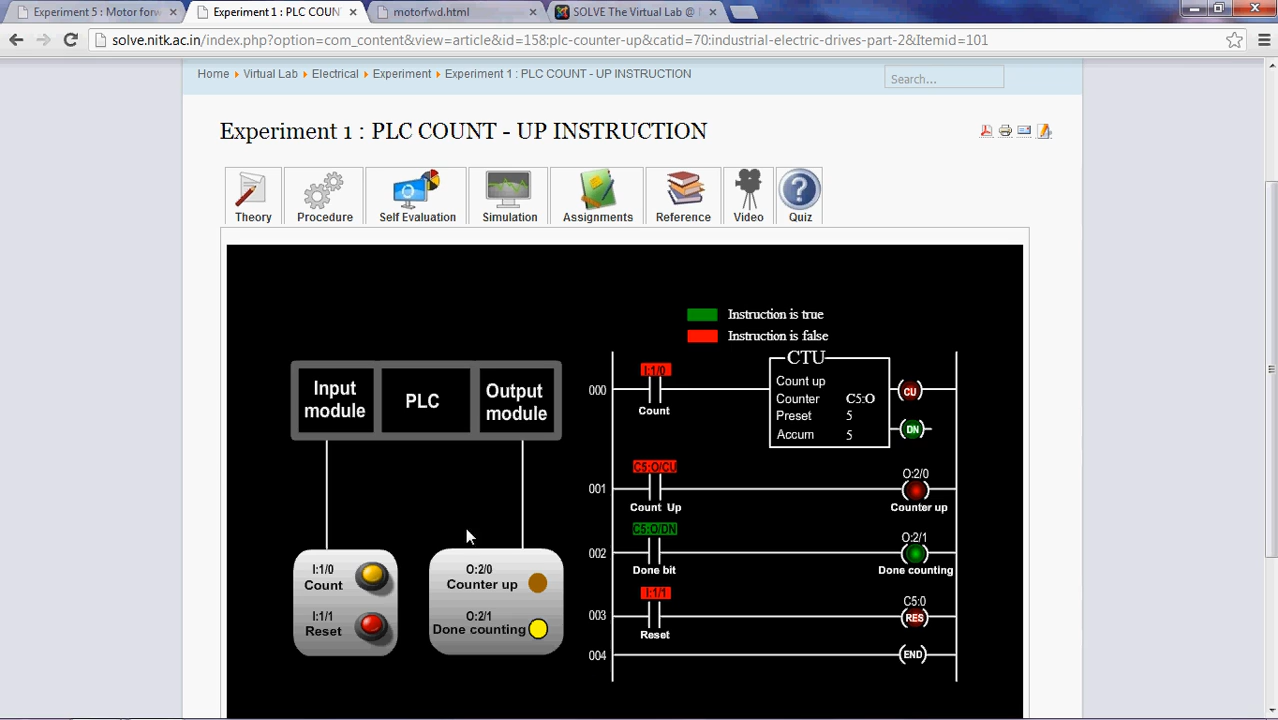 Experiment 5 : Motor forw
Experiment 1 : PLC COUN
motorfwd.html
SOLVE The Virtual Lab @ N
solve.nitk.ac.in/index.php?option=com_content&view=article&id=158:plc-counter-up&catid=70:industrial-electric-drives-part-2&Itemid=101
Home Virtual Lab Electrical Experiment Experiment 1 : PLC COUNT - UP INSTRUCTION
Search...
Experiment 1 : PLC COUNT - UP INSTRUCTION
Theory Procedure Self Evaluation Simulation Assignments Reference Video Quiz
Instruction is true
Instruction is false
Input module
PLC
Output module
I:1/0
Count
I:1/1
Reset
O:2/0
Counter up
O:2/1
Done counting
000
I:1/0
Count
CTU
Count up
Counter C5:O
Preset 5
Accum 5
CU
DN
001
C5:O/CU
Count Up
O:2/0
Counter up
002
C5:O/DN
Done bit
O:2/1
Done counting
003
I:1/1
Reset
C5:0
RES
004
END